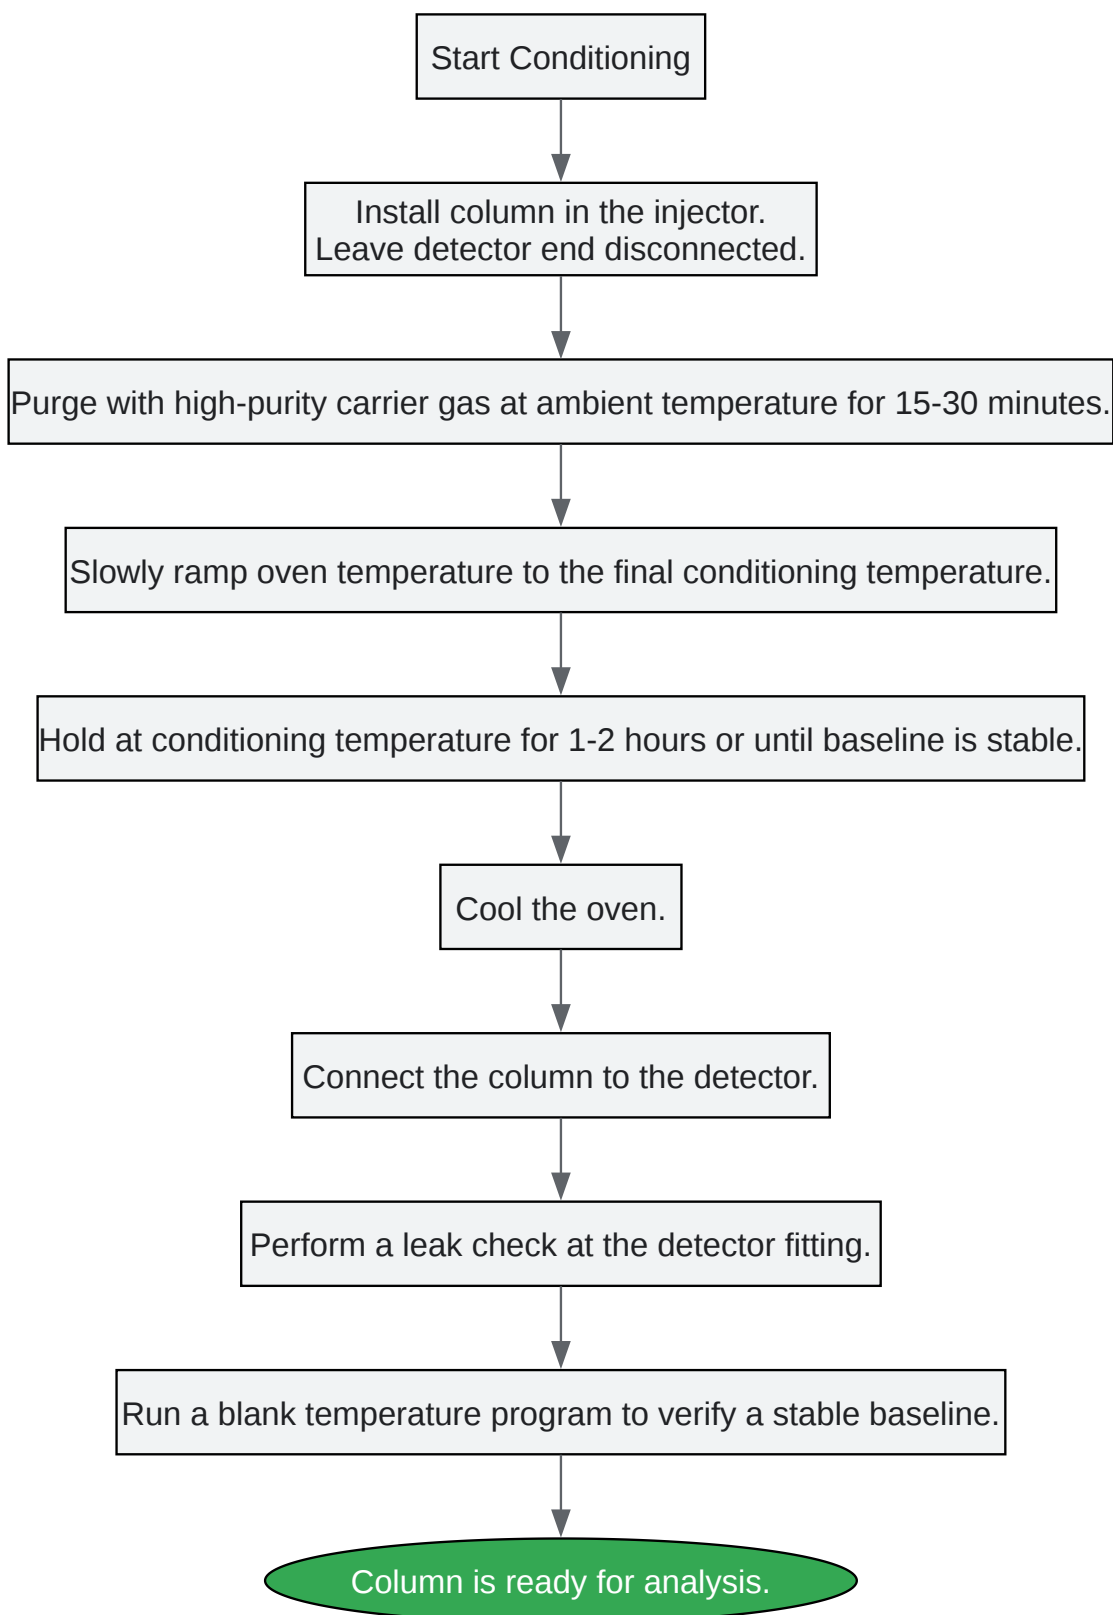 Start Conditioning
Install column in the injector.
Leave detector end disconnected.
Purge with high-purity carrier gas at ambient temperature for 15-30 minutes.
Slowly ramp oven temperature to the final conditioning temperature.
Hold at conditioning temperature for 1-2 hours or until baseline is stable.
Cool the oven.
Connect the column to the detector.
Perform a leak check at the detector fitting.
Run a blank temperature program to verify a stable baseline.
Column is ready for analysis.